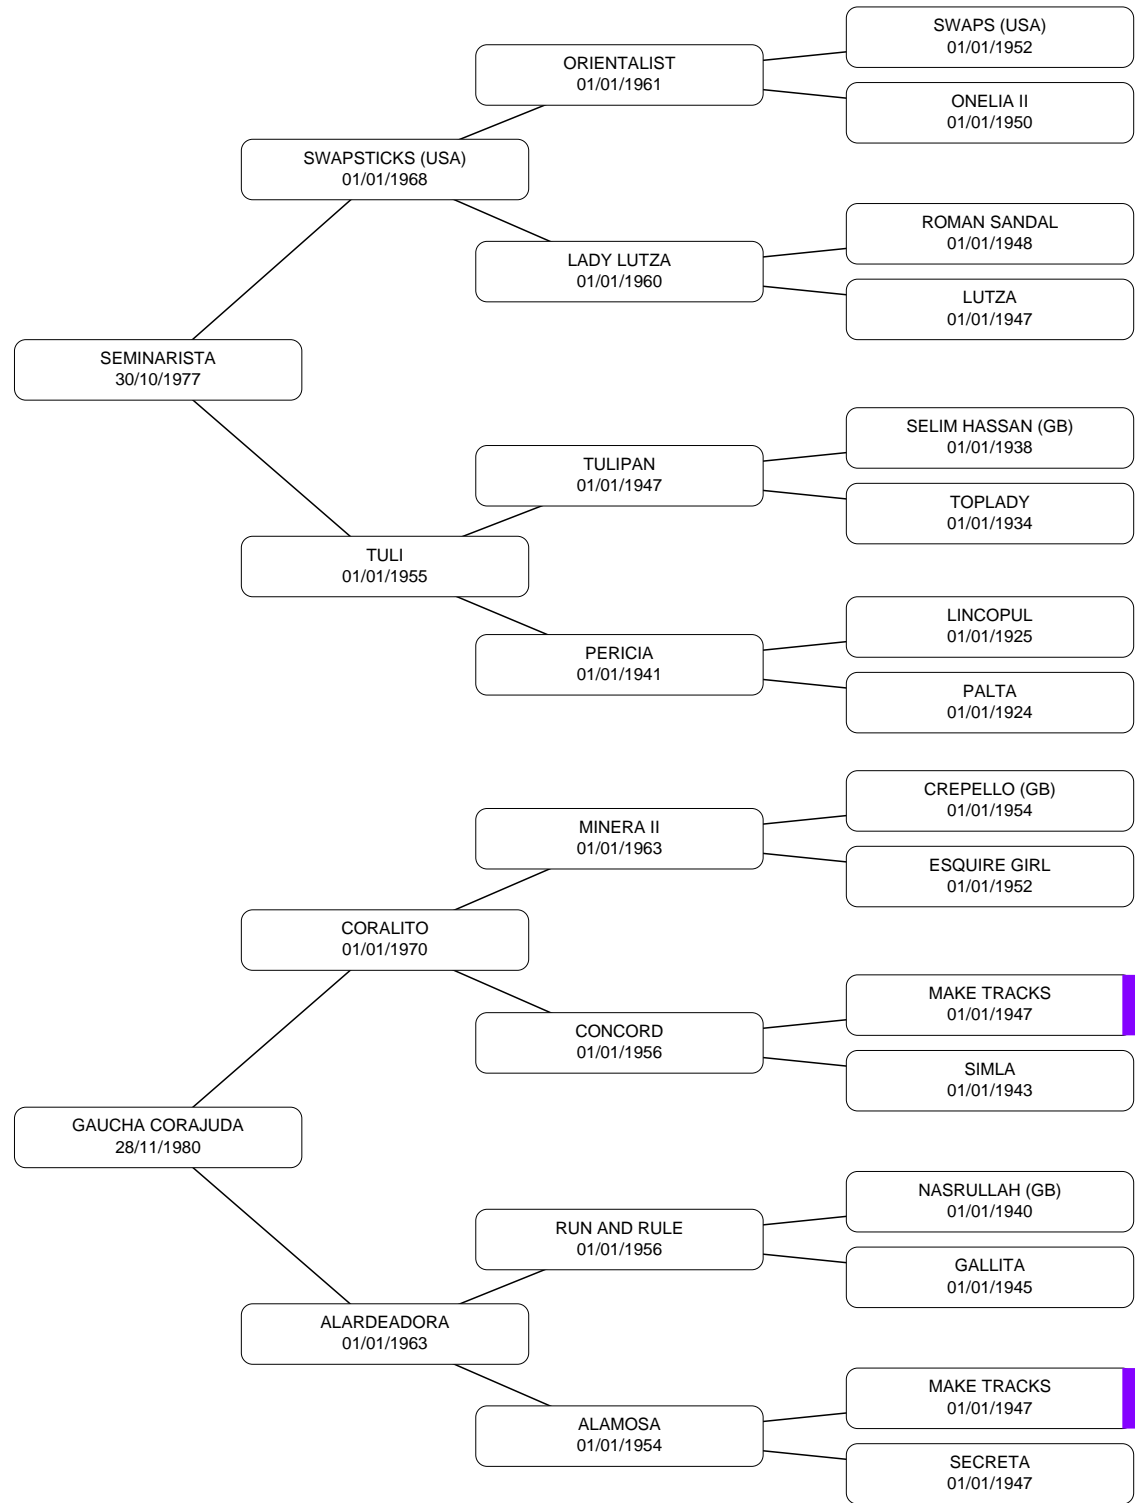 SWAPS (USA)
01/01/1952
ORIENTALIST
01/01/1961
ONELIA II
01/01/1950
SWAPSTICKS (USA)
01/01/1968
ROMAN SANDAL
01/01/1948
LADY LUTZA
01/01/1960
LUTZA
01/01/1947
SEMINARISTA
30/10/1977
SELIM HASSAN (GB)
01/01/1938
TULIPAN
01/01/1947
TOPLADY
01/01/1934
TULI
01/01/1955
LINCOPUL
01/01/1925
PERICIA
01/01/1941
PALTA
01/01/1924
CREPELLO (GB)
01/01/1954
MINERA II
01/01/1963
ESQUIRE GIRL
01/01/1952
CORALITO
01/01/1970
MAKE TRACKS
01/01/1947
CONCORD
01/01/1956
SIMLA
01/01/1943
GAUCHA CORAJUDA
28/11/1980
NASRULLAH (GB)
01/01/1940
RUN AND RULE
01/01/1956
GALLITA
01/01/1945
ALARDEADORA
01/01/1963
MAKE TRACKS
01/01/1947
ALAMOSA
01/01/1954
SECRETA
01/01/1947